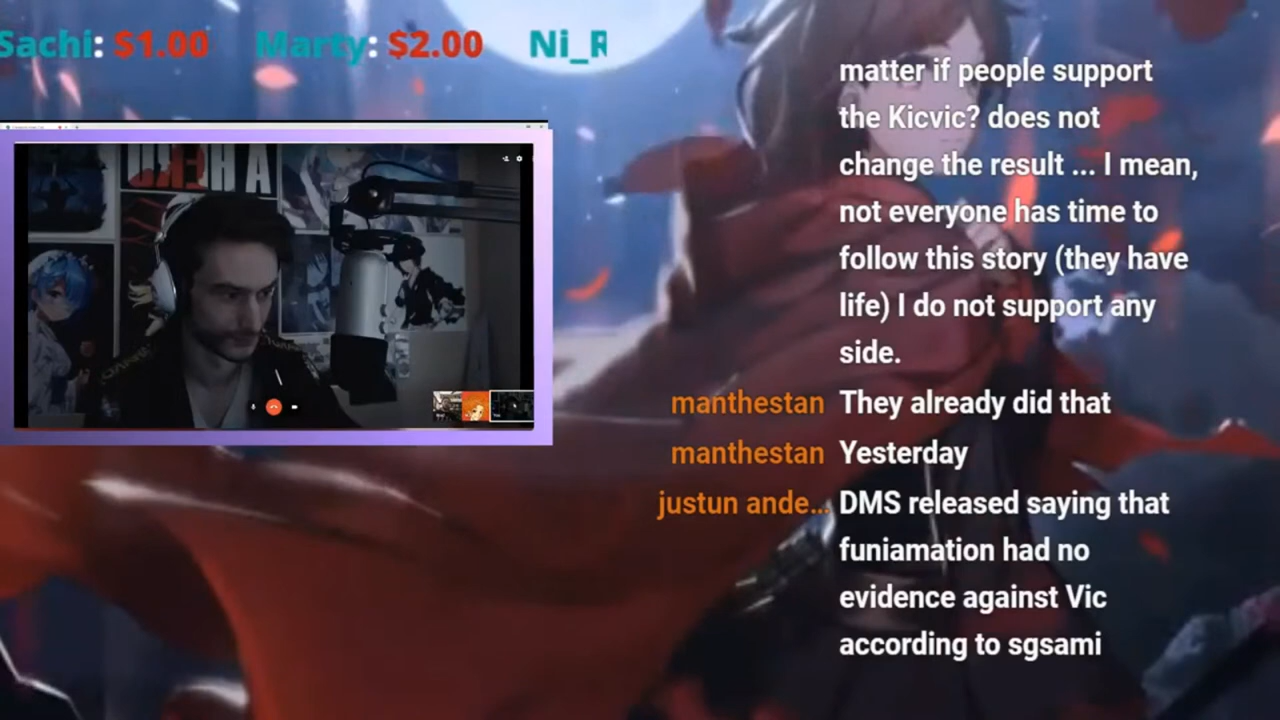 Sachi: $1.00 Marty: $2.00 Ni_R
matter if people support
the Kicvic? does not
change the result ... I mean,
not everyone has time to
follow this story (they have
life) I do not support any
side.
manthestan They already did that
manthestan Yesterday
justun ande... DMS released saying that
funiamation had no
evidence against Vic
according to sgsami
A HERO